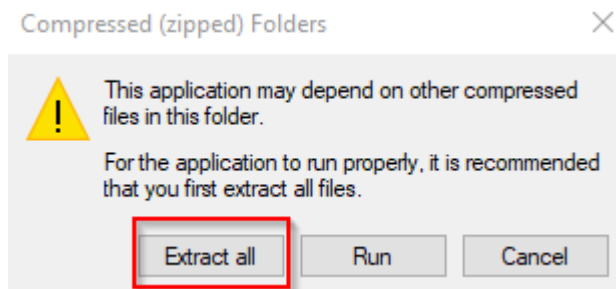 Compressed (zipped) Folders
This application may depend on other compressed
files in this folder.
For the application to run properly, it is recommended
that you first extract all files.
Extract all Run Cancel